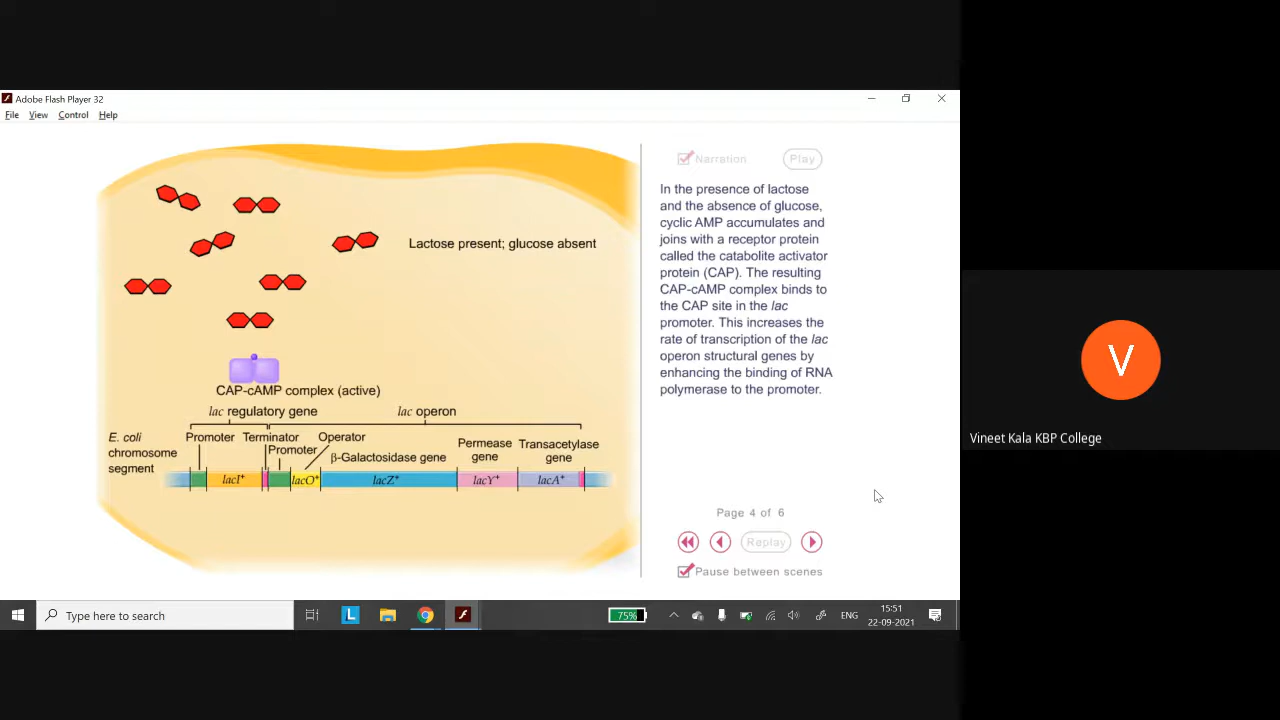 Adobe Flash Player 32
File View Control Help
Lactose present; glucose absent
CAP-cAMP complex (active)
lac regulatory gene
lac operon
E. coli
chromosome
segment
Promoter
Terminator
Promoter
Operator
β-Galactosidase gene
Permease
gene
Transacetylase
gene
lacI+
lacO+
lacZ+
lacY+
lacA+
Narration
Play
In the presence of lactose
and the absence of glucose,
cyclic AMP accumulates and
joins with a receptor protein
called the catabolite activator
protein (CAP). The resulting
CAP-cAMP complex binds to
the CAP site in the lac
promoter. This increases the
rate of transcription of the lac
operon structural genes by
enhancing the binding of RNA
polymerase to the promoter.
Page 4 of 6
Replay
Pause between scenes
V
Vineet Kala KBP College
Type here to search
L
75%
ENG
15:51
22-09-2021